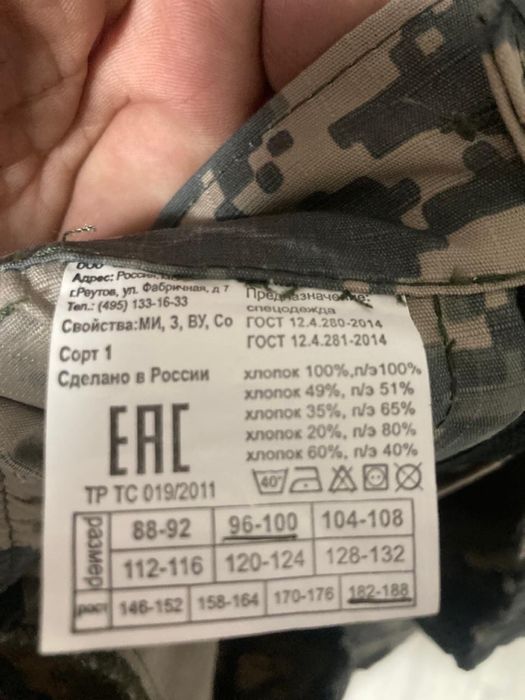 ООО
Адрес: Россия
г.Реутов, ул. Фабричная, д 7
Тел.: (495) 133-16-33
Предназначение:
спецодежда
Свойства:МИ, З, ВУ, Со
ГОСТ 12.4.280-2014
ГОСТ 12.4.281-2014
Сорт 1
Сделано в России
хлопок 100%,п/э100%
хлопок 49%, п/э 51%
хлопок 35%, п/э 65%
хлопок 20%, п/э 80%
хлопок 60%, п/э 40%
EAC
ТР ТС 019/2011
40°
размер
88-92 96-100 104-108
112-116 120-124 128-132
рост 146-152 158-164 170-176 182-188